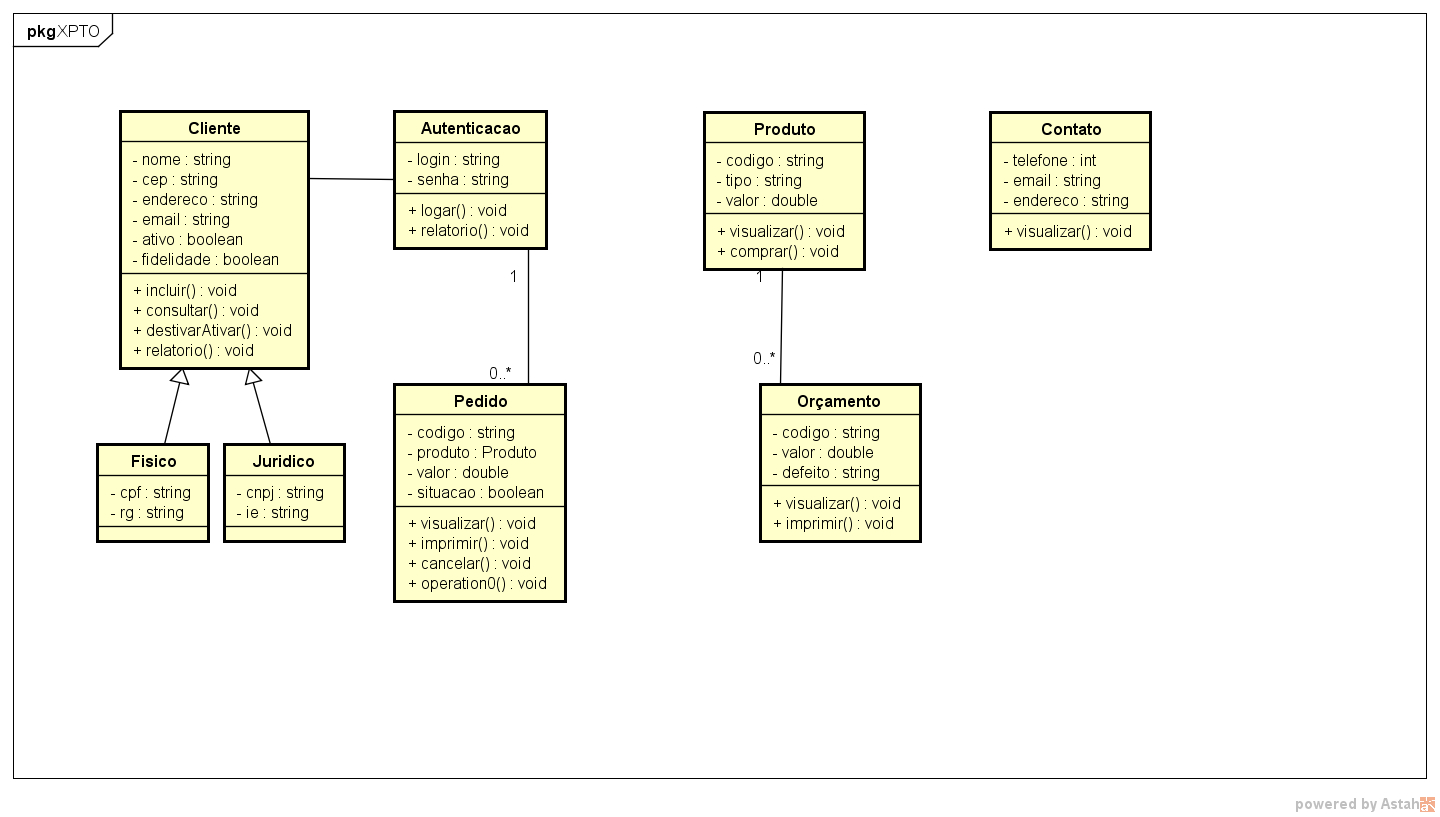 pkg XPTO
Cliente
- nome : string
- cep : string
- endereco : string
- email : string
- ativo : boolean
- fidelidade : boolean
+ incluir() : void
+ consultar() : void
+ destivarAtivar() : void
+ relatorio() : void
Autenticacao
- login : string
- senha : string
+ logar() : void
+ relatorio() : void
Produto
- codigo : string
- tipo : string
- valor : double
+ visualizar() : void
+ comprar() : void
Contato
- telefone : int
- email : string
- endereco : string
+ visualizar() : void
1
0..*
1
0..*
Fisico
- cpf : string
- rg : string
Juridico
- cnpj : string
- ie : string
Pedido
- codigo : string
- produto : Produto
- valor : double
- situacao : boolean
+ visualizar() : void
+ imprimir() : void
+ cancelar() : void
+ operation0() : void
Orçamento
- codigo : string
- valor : double
- defeito : string
+ visualizar() : void
+ imprimir() : void
powered by Astah